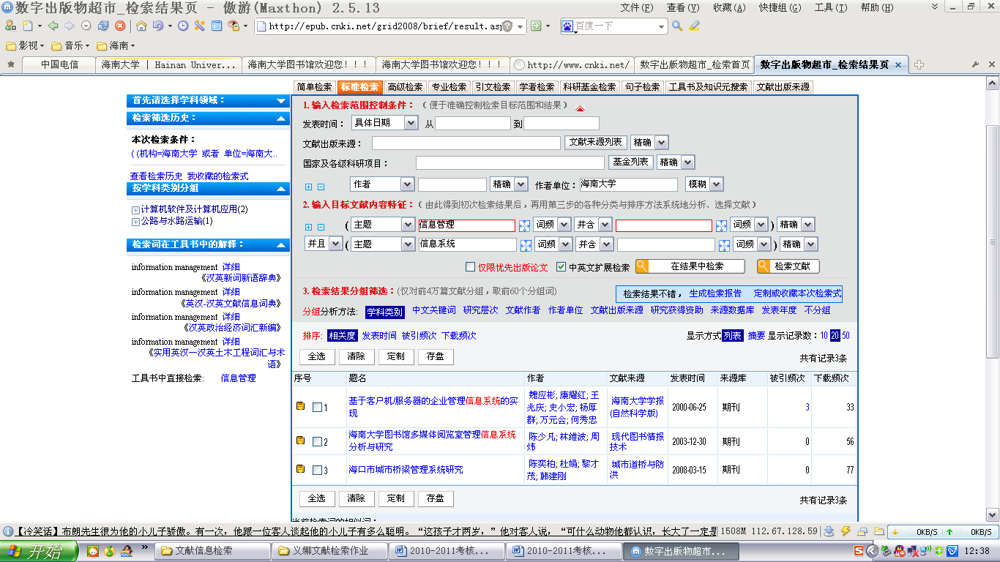 数字出版物超市_检索结果页 - 傲游(Maxthon) 2.5.13 文件(F) 查看(V) 收藏(A) 快捷组(G) 工具(T) 帮助(H)
http://epub.cnki.net/grid2008/brief/result.as 百度一下
影视 音乐 海南
中国电信 海南大学 | Hainan Univer... 海南大学图书馆欢迎您!!! 海南大学图书馆欢迎您!!! http://www.cnki.net/ 数字出版物超市_检索首页 数字出版物超市_检索结果页
简单检索 标准检索 高级检索 专业检索 引文检索 学者检索 科研基金检索 句子检索 工具书及知识元搜索 文献出版来源
首先请选择学科领域:
检索筛选历史:
本次检索条件:
((机构=海南大学 或者 单位=海南大..
查看检索历史 我收藏的检索式
按学科类别分组
计算机软件及计算机应用(2)
公路与水路运输(1)
检索词在工具书中的解释:
information management 详细
《汉英新词新语辞典》
information management 详细
《英汉-汉英文献信息词典》
information management 详细
《汉英政治经济词汇新编》
information management 详细
《实用英汉—汉英土木工程词汇与术
语》
工具书中直接检索: 信息管理
1. 输入检索范围控制条件: (便于准确控制检索目标范围和结果)
发表时间: 具体日期 从 到
文献出版来源: 文献来源列表 精确
国家及各级科研项目: 基金列表 精确
作者 精确 作者单位: 海南大学 模糊
2. 输入目标文献内容特征: (由此得到初次检索结果后,再用第三步的各种分类与排序方法系统地分析、选择文献)
( 主题 信息管理 词频 并含 词频 ) 精确
并且 ( 主题 信息系统 词频 并含 词频 ) 精确
仅限优先出版论文 中英文扩展检索 在结果中检索 检索文献
3. 检索结果分组筛选:(仅对前4万篇文献分组,取前60个分组词) 检索结果不错, 生成检索报告 定制或收藏本次检索式
分组分析方法: 学科类别 中文关键词 研究层次 文献作者 作者单位 文献出版来源 研究获得资助 来源数据库 发表年度 不分组
排序: 相关度 发表时间 被引频次 下载频次 显示方式 列表 摘要 显示记录数: 10 20 50
全选 清除 定制 存盘 共有记录3条
序号 题名 作者 文献来源 发表时间 来源库 被引频次 下载频次
1 基于客户机/服务器的企业管理信息系统的实现 魏应彬; 康耀红; 王兆庆; 史小宏; 杨厚群; 万元会; 何秀忠 海南大学学报(自然科学版) 2000-06-25 期刊 3 33
2 海南大学图书馆多媒体阅览室管理信息系统分析与研究 陈少凡; 林维波; 周炜 现代图书情报技术 2003-12-30 期刊 0 56
3 海口市城市桥梁管理系统研究 陈奕柏; 杜娟; 黎才茂; 韩建刚 城市道桥与防洪 2008-03-15 期刊 0 77
全选 清除 定制 存盘 共有记录3条
【冷笑话】布朗先生很为他的小儿子骄傲。有一次,他跟一位客人谈起他的小儿子有多么聪明。“这孩子才两岁,”他对客人说,“可什么动物他都认识,长大了一定是 1508M 112.67.128.59 0KB/S 0KB/S
开始 文献信息检索 义娜文献检索作业 2010-2011考核... 2010-2011考核... 数字出版物超市... 12:38